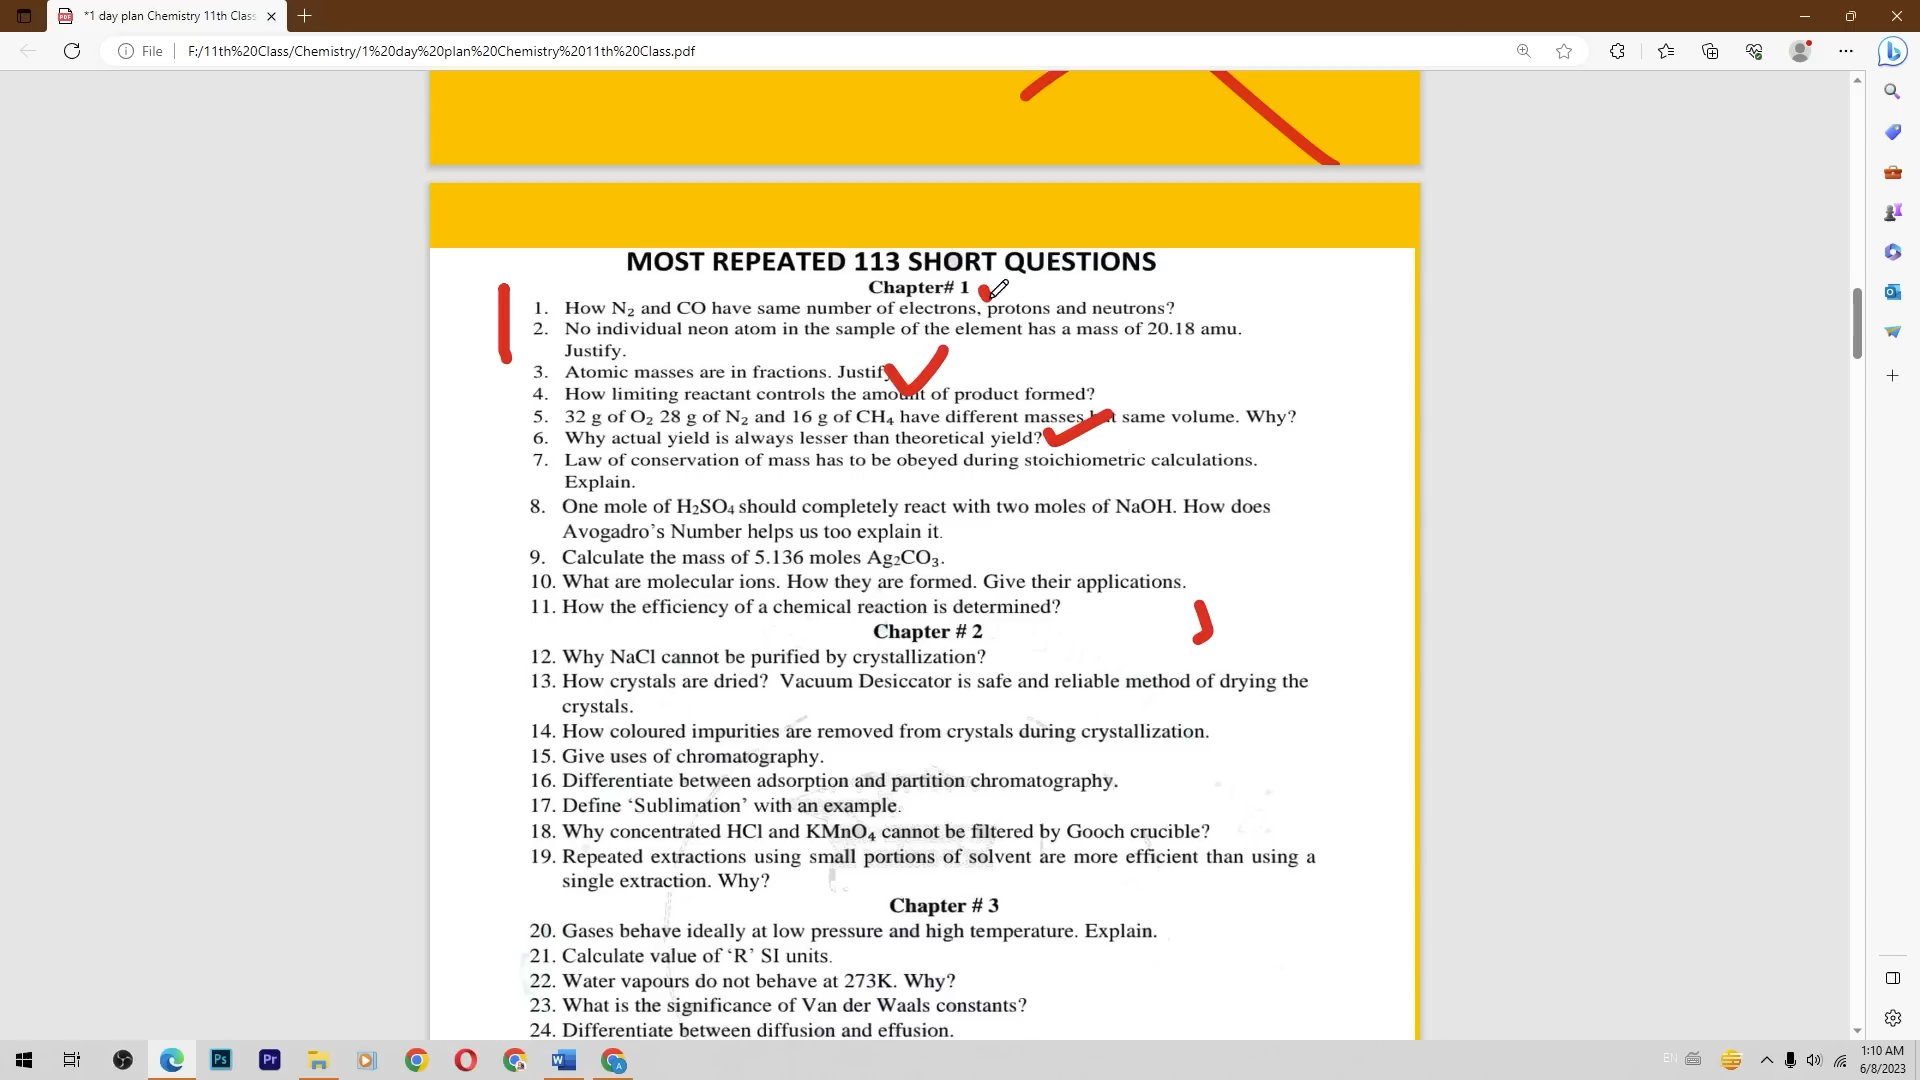 *1 day plan Chemistry 11th Class
File
F:/11th%20Class/Chemistry/1%20day%20plan%20Chemistry%2011th%20Class.pdf
MOST REPEATED 113 SHORT QUESTIONS
Chapter# 1
1. How N₂ and CO have same number of electrons, protons and neutrons?
2. No individual neon atom in the sample of the element has a mass of 20.18 amu.
Justify.
3. Atomic masses are in fractions. Justify
4. How limiting reactant controls the amount of product formed?
5. 32 g of O₂ 28 g of N₂ and 16 g of CH₄ have different masses but same volume. Why?
6. Why actual yield is always lesser than theoretical yield?
7. Law of conservation of mass has to be obeyed during stoichiometric calculations.
Explain.
8. One mole of H₂SO₄ should completely react with two moles of NaOH. How does
Avogadro’s Number helps us too explain it.
9. Calculate the mass of 5.136 moles Ag₂CO₃.
10. What are molecular ions. How they are formed. Give their applications.
11. How the efficiency of a chemical reaction is determined?
Chapter # 2
12. Why NaCl cannot be purified by crystallization?
13. How crystals are dried? Vacuum Desiccator is safe and reliable method of drying the
crystals.
14. How coloured impurities are removed from crystals during crystallization.
15. Give uses of chromatography.
16. Differentiate between adsorption and partition chromatography.
17. Define ‘Sublimation’ with an example.
18. Why concentrated HCl and KMnO₄ cannot be filtered by Gooch crucible?
19. Repeated extractions using small portions of solvent are more efficient than using a
single extraction. Why?
Chapter # 3
20. Gases behave ideally at low pressure and high temperature. Explain.
21. Calculate value of ‘R’ SI units.
22. Water vapours do not behave at 273K. Why?
23. What is the significance of Van der Waals constants?
24. Differentiate between diffusion and effusion.
Ps
Pr
W
A
EN
1:10 AM
6/8/2023